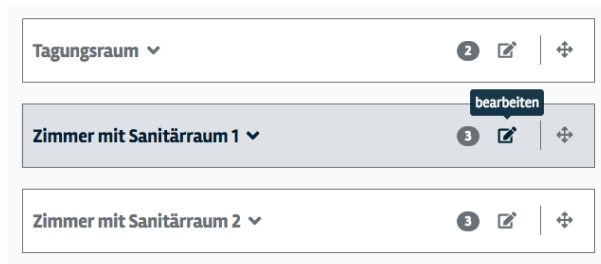 Tagungsraum 2
bearbeiten
Zimmer mit Sanitärraum 1 3
Zimmer mit Sanitärraum 2 3